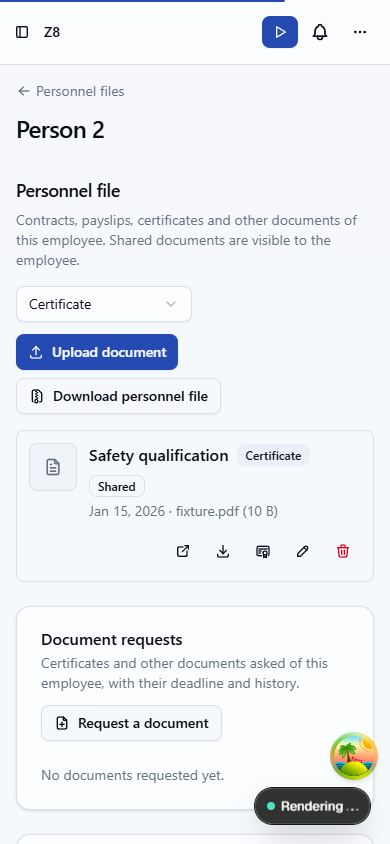 Z8
Personnel files
Person 2
Personnel file
Contracts, payslips, certificates and other documents of
this employee. Shared documents are visible to the
employee.
Certificate
Upload document
Download personnel file
Safety qualification Certificate
Shared
Jan 15, 2026 · fixture.pdf (10 B)
Document requests
Certificates and other documents asked of this
employee, with their deadline and history.
Request a document
No documents requested yet.
Rendering ...